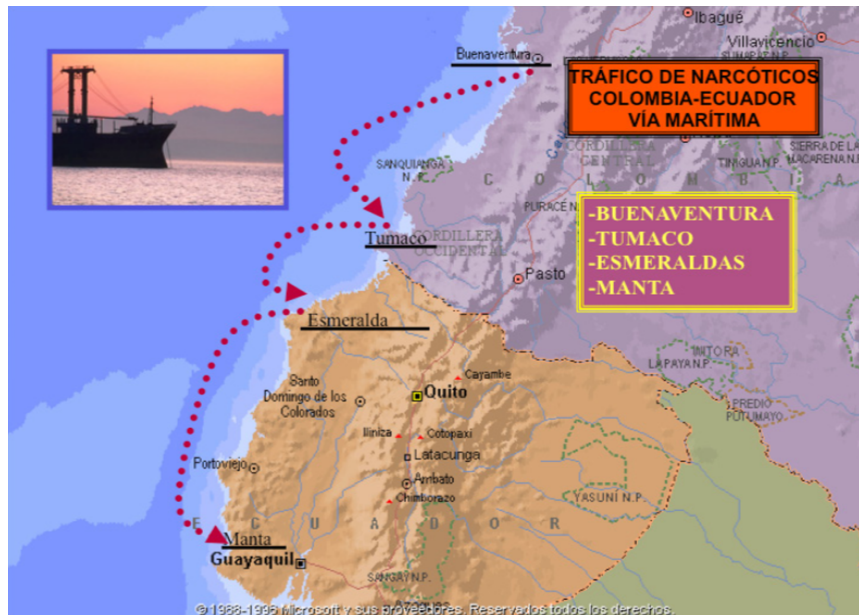 Ibagué
Buenaventura
Villavicencio
TRÁFICO DE NARCÓTICOS
COLOMBIA-ECUADOR
VÍA MARÍTIMA
SANQUIANGA
N. P.
CORDILLERA
CENTRAL
TINIGUA N.P.
SIERRA DE LA
MACARENA N.P.
C O L O M B I A
PURACÉ N.
-BUENAVENTURA
-TUMACO
-ESMERALDAS
-MANTA
Tumaco
CORDILLERA
OCCIDENTAL
Pasto
Esmeralda
LAPAYA N.P.
PREDIO
PUTUMAYO
Cayambe
Santo
Domingo de los
Colorados
Quito
Iliniza
Cotopaxi
Latacunga
Portoviejo
Ambato
Chimborazo
YASUNÍ N.P.
E C U A D O R
Manta
Guayaquil
SANGAY N.P.
© 1988-1996 Microsoft y sus proveedores. Reservados todos los derechos.